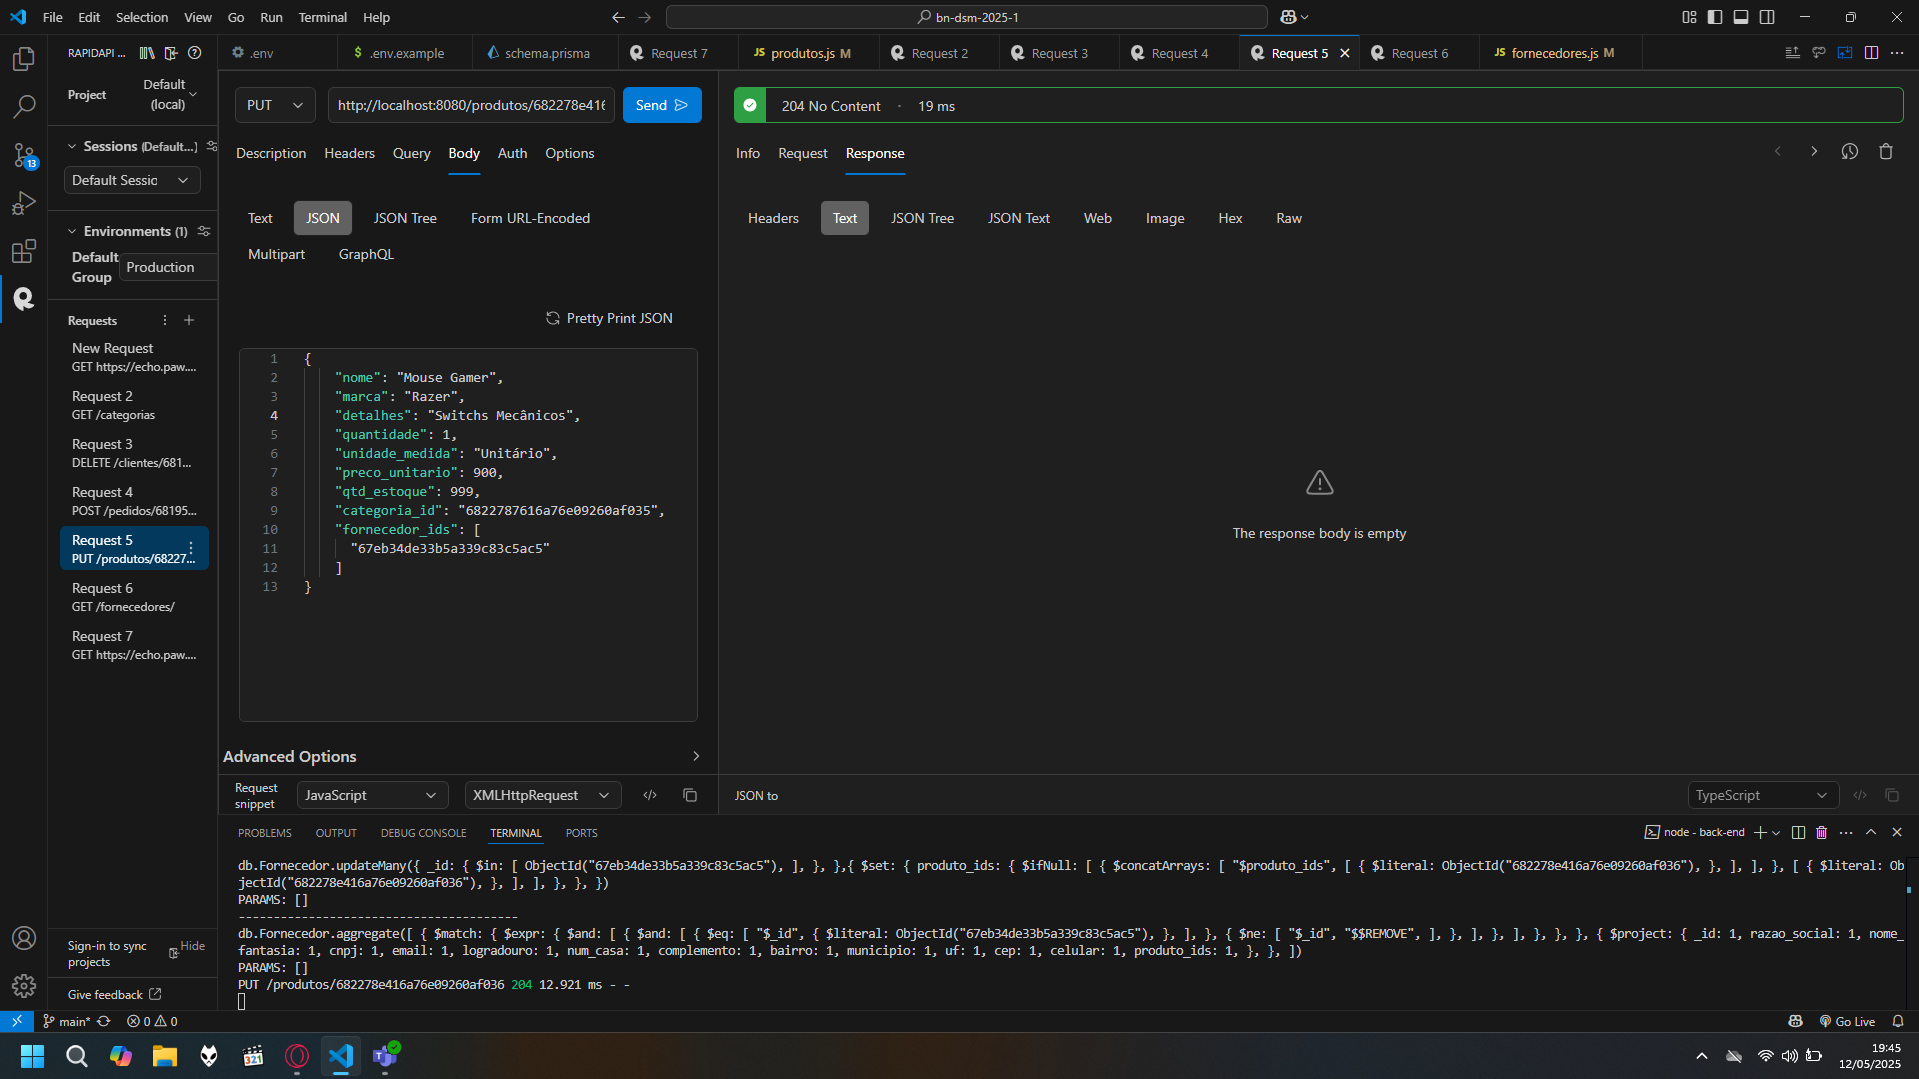 File Edit Selection View Go Run Terminal Help
bn-dsm-2025-1
RAPIDAPI ...
.env
.env.example
schema.prisma
Request 7
JS produtos.js M
Request 2
Request 3
Request 4
Request 5
Request 6
JS fornecedores.js M
Project
Default (local)
Sessions (Default...)
Default Sessic
Environments (1)
Default Group
Production
Requests
New Request
GET https://echo.paw....
Request 2
GET /categorias
Request 3
DELETE /clientes/681...
Request 4
POST /pedidos/68195...
Request 5
PUT /produtos/68227...
Request 6
GET /fornecedores/
Request 7
GET https://echo.paw....
Sign-in to sync projects
Hide
Give feedback
13
PUT
http://localhost:8080/produtos/682278e416
Send
Description Headers Query Body Auth Options
Text JSON JSON Tree Form URL-Encoded
Multipart GraphQL
Pretty Print JSON
1 {
2 "nome": "Mouse Gamer",
3 "marca": "Razer",
4 "detalhes": "Switchs Mecânicos",
5 "quantidade": 1,
6 "unidade_medida": "Unitário",
7 "preco_unitario": 900,
8 "qtd_estoque": 999,
9 "categoria_id": "6822787616a76e09260af035",
10 "fornecedor_ids": [
11 "67eb34de33b5a339c83c5ac5"
12 ]
13 }
Advanced Options
Request snippet
JavaScript
XMLHttpRequest
204 No Content · 19 ms
Info Request Response
Headers Text JSON Tree JSON Text Web Image Hex Raw
The response body is empty
JSON to
TypeScript
PROBLEMS OUTPUT DEBUG CONSOLE TERMINAL PORTS
node - back-end
db.Fornecedor.updateMany({ _id: { $in: [ ObjectId("67eb34de33b5a339c83c5ac5"), ], }, },{ $set: { produto_ids: { $ifNull: [ { $concatArrays: [ "$produto_ids", [ { $literal: ObjectId("682278e416a76e09260af036"), }, ], ], }, [ { $literal: Ob
jectId("682278e416a76e09260af036"), }, ], ], }, }, })
PARAMS: []
----------------------------------------
db.Fornecedor.aggregate([ { $match: { $expr: { $and: [ { $and: [ { $eq: [ "$_id", { $literal: ObjectId("67eb34de33b5a339c83c5ac5"), }, ], }, { $ne: [ "$_id", "$$REMOVE", ], }, ], }, ], }, }, }, { $project: { _id: 1, razao_social: 1, nome_
fantasia: 1, cnpj: 1, email: 1, logradouro: 1, num_casa: 1, complemento: 1, bairro: 1, municipio: 1, uf: 1, cep: 1, celular: 1, produto_ids: 1, }, }, ])
PARAMS: []
PUT /produtos/682278e416a76e09260af036 204 12.921 ms - -
main* 0 0
Go Live
321
19:45
12/05/2025